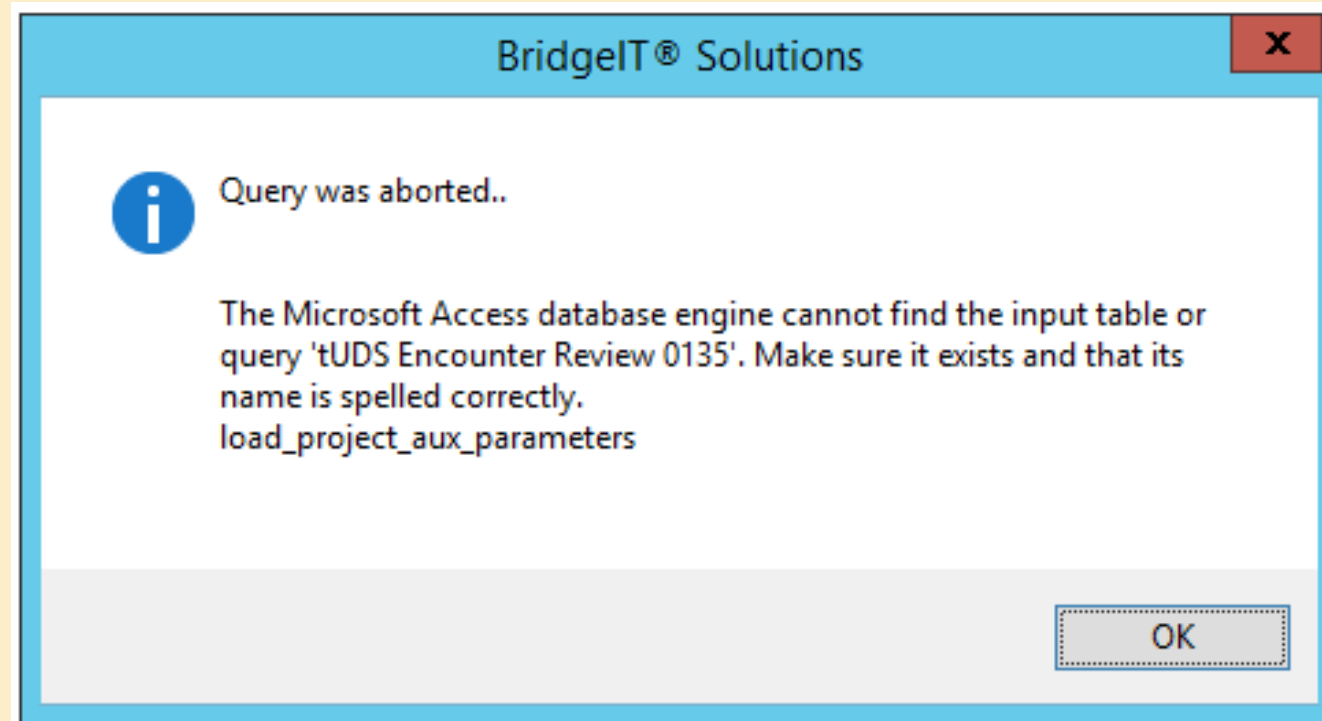 BridgeIT® Solutions
x
Query was aborted..
The Microsoft Access database engine cannot find the input table or
query 'tUDS Encounter Review 0135'. Make sure it exists and that its
name is spelled correctly.
load_project_aux_parameters
OK